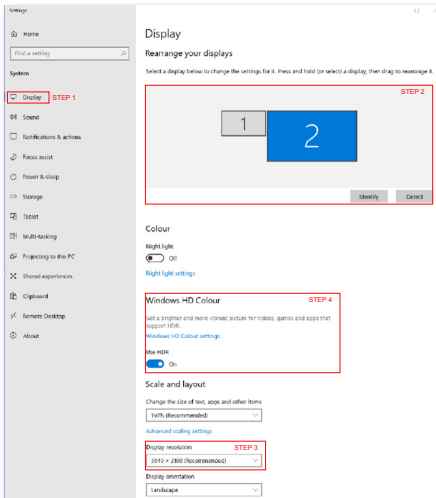 Settings
Home
Find a setting
System
Display STEP 1
Sound
Notifications & actions
Focus assist
Power & sleep
Storage
Tablet
Multi-tasking
Projecting to this PC
Shared experiences
Clipboard
Remote Desktop
About
Display
Rearrange your displays
Select a display below to change the settings for it. Press and hold (or select) a display, then drag to rearrange it.
STEP 2
1
2
Identify Detect
Colour
Night light
Off
Night light settings
Windows HD Colour STEP 4
Get a brighter and more vibrant picture for videos, games and apps that
support HDR.
Windows HD Colour settings
Use HDR
On
Scale and layout
Change the size of text, apps and other items
150% (Recommended)
Advanced scaling settings
Display resolution STEP 3
3840 × 2160 (Recommended)
Display orientation
Landscape